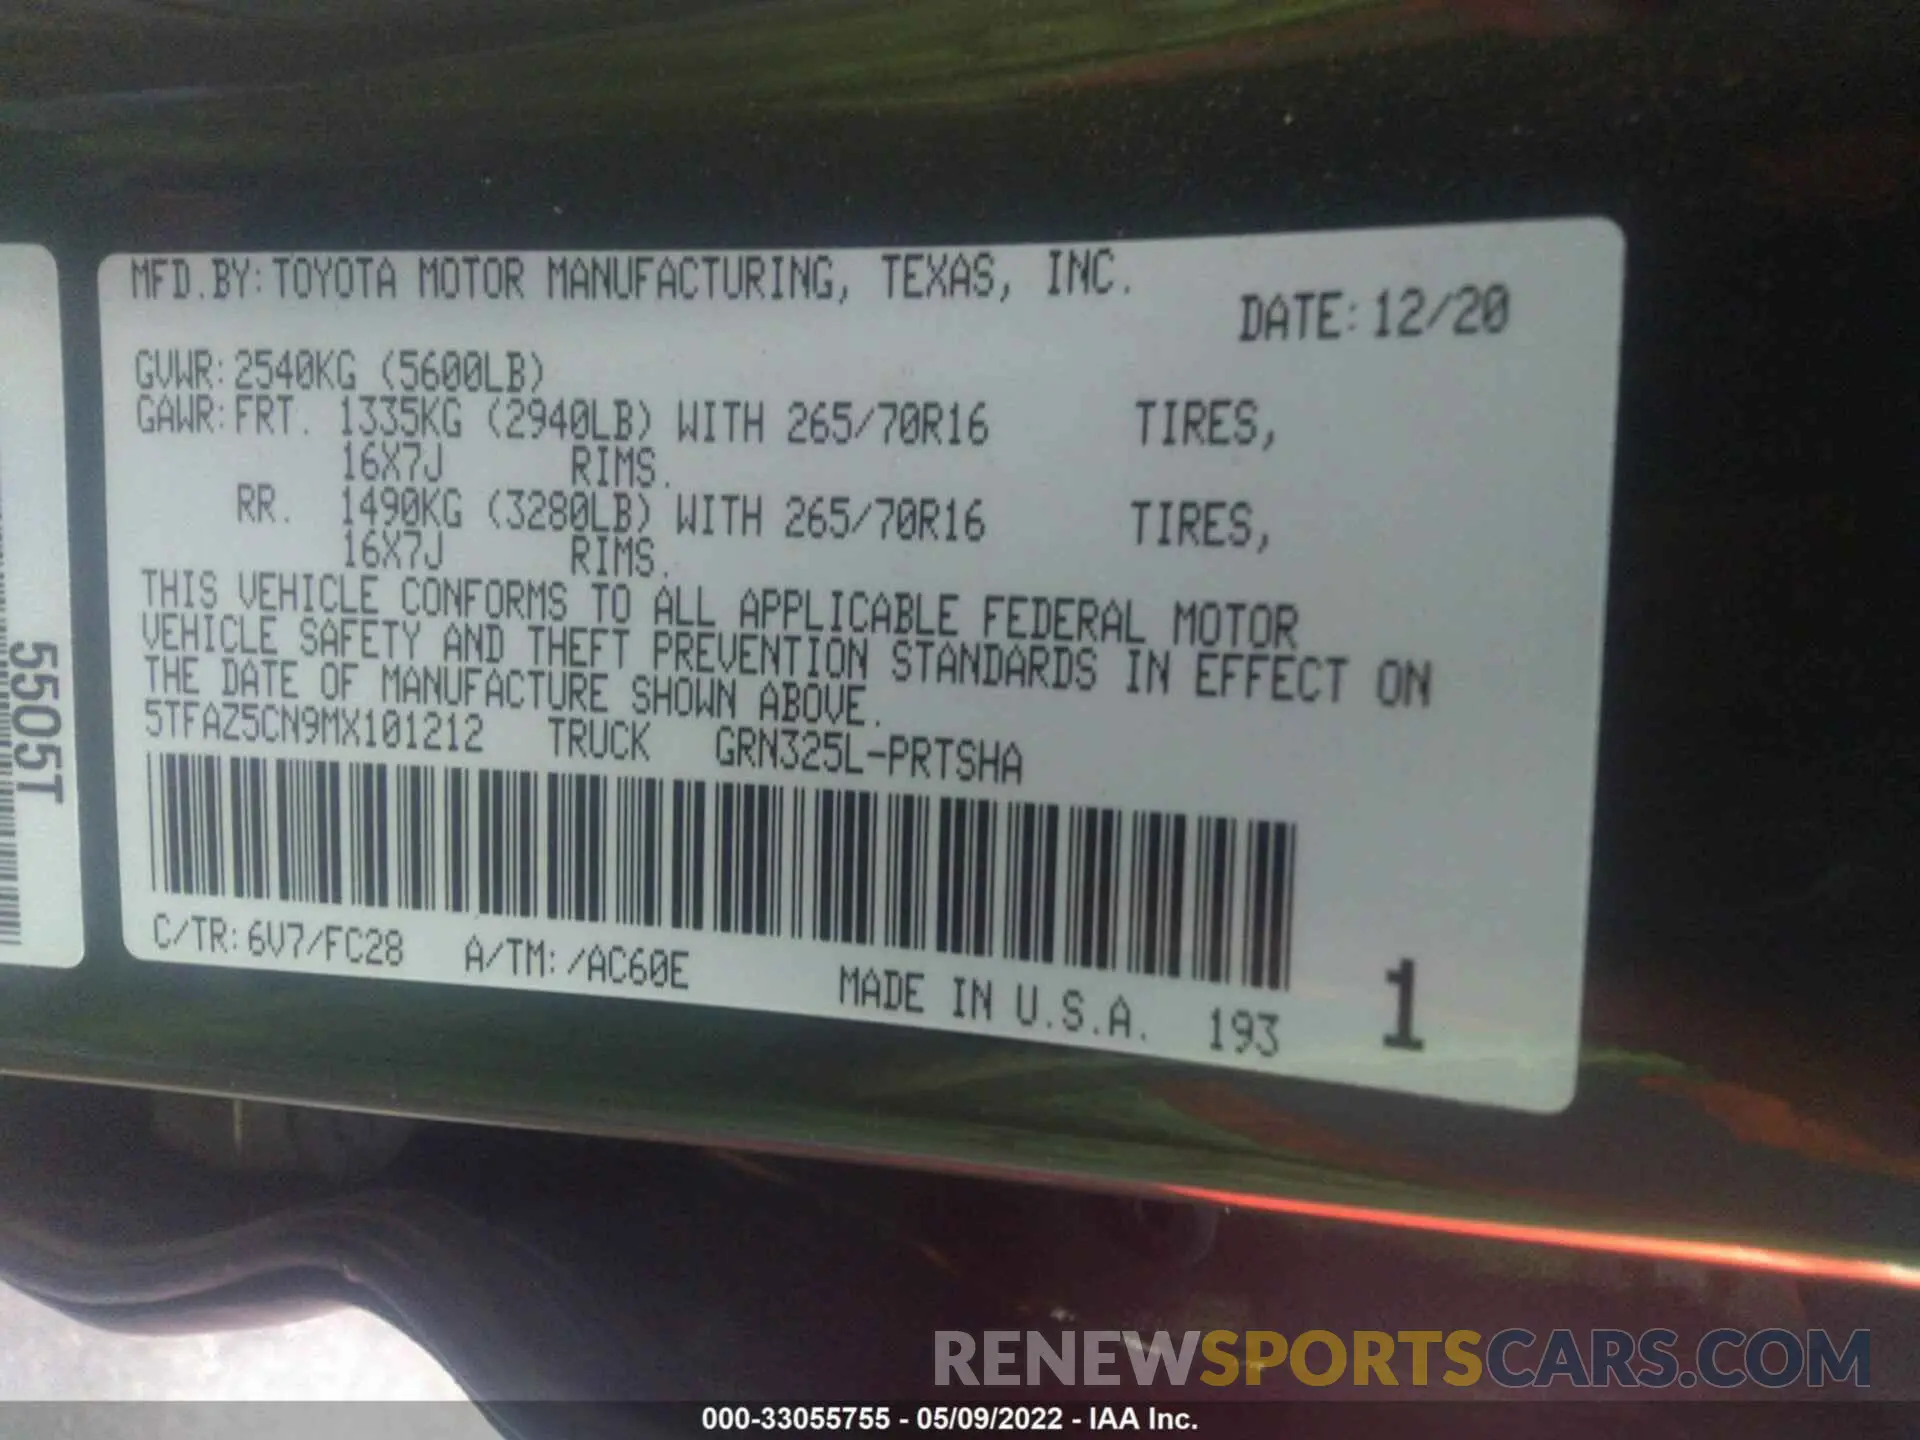 MFD.BY:TOYOTA MOTOR MANUFACTURING, TEXAS, INC.
DATE:12/20
GVWR:2540KG (5600LB)
GAWR:FRT. 1335KG (2940LB) WITH 265/70R16 TIRES,
16X7J RIMS.
RR. 1490KG (3280LB) WITH 265/70R16 TIRES,
16X7J RIMS.
THIS VEHICLE CONFORMS TO ALL APPLICABLE FEDERAL MOTOR
VEHICLE SAFETY AND THEFT PREVENTION STANDARDS IN EFFECT ON
THE DATE OF MANUFACTURE SHOWN ABOVE.
5TFAZ5CN9MX101212 TRUCK GRN325L-PRTSHA
C/TR:6V7/FC28 A/TM:/AC60E
MADE IN U.S.A. 193 1
5505T
RENEWSPORTSCARS.COM
000-33055755 - 05/09/2022 - IAA Inc.